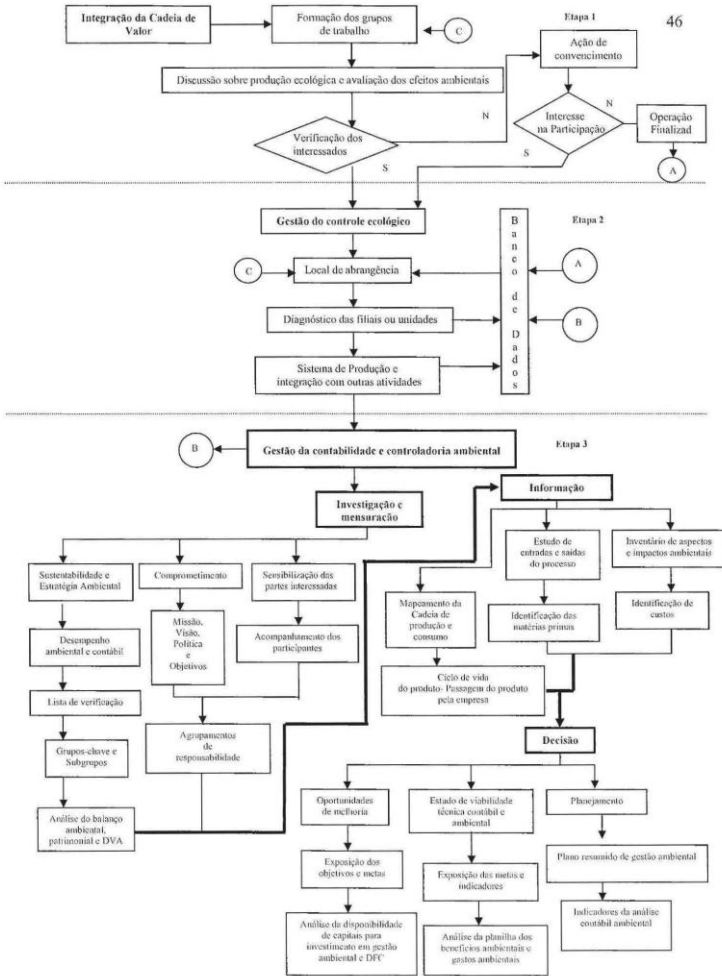 46
Integração da Cadeia de
Valor
Formação dos grupos
de trabalho
C
Etapa 1
Ação de
convencimento
Discussão sobre produção ecológica e avaliação dos efeitos ambientais
N
Verificação dos
interessados
S
Interesse
na Participação
N
S
Operação
Finalizad
A
Gestão do controle ecológico
Etapa 2
Banco de Dados
C
Local de abrangência
A
Diagnóstico das filiais ou unidades
B
Sistema de Produção e
integração com outras atividades
B
Gestão da contabilidade e controladoria ambiental
Etapa 3
Investigação e
mensuração
Informação
Sustentabilidade e
Estratégia Ambiental
Comprometimento
Sensibilização das
partes interessadas
Estudo de
entradas e saídas
do processo
Inventário de aspectos
e impactos ambientais
Desempenho
ambiental e contábil
Missão,
Visão,
Política
e
Objetivos
Acompanhamento dos
participantes
Mapeamento da
Cadeia de
produção e
consumo
Identificação das
matérias primas
Identificação de
custos
Lista de verificação
Ciclo de vida
do produto- Passagem do produto
pela empresa
Grupos-chave e
Subgrupos
Agrupamentos
de
responsabilidade
Decisão
Análise do balanço
ambiental,
patrimonial e DVA
Oportunidades
de melhoria
Estudo de viabilidade
técnica contábil e
ambiental
Planejamento
Exposição dos
objetivos e metas
Exposição das metas e
indicadores
Plano resumido de gestão ambiental
Análise da disponibilidade
de capitais para
investimento em gestão
ambiental e DFC
Análise da planilha dos
benefícios ambientais e
gastos ambientais
Indicadores da análise
contábil ambiental